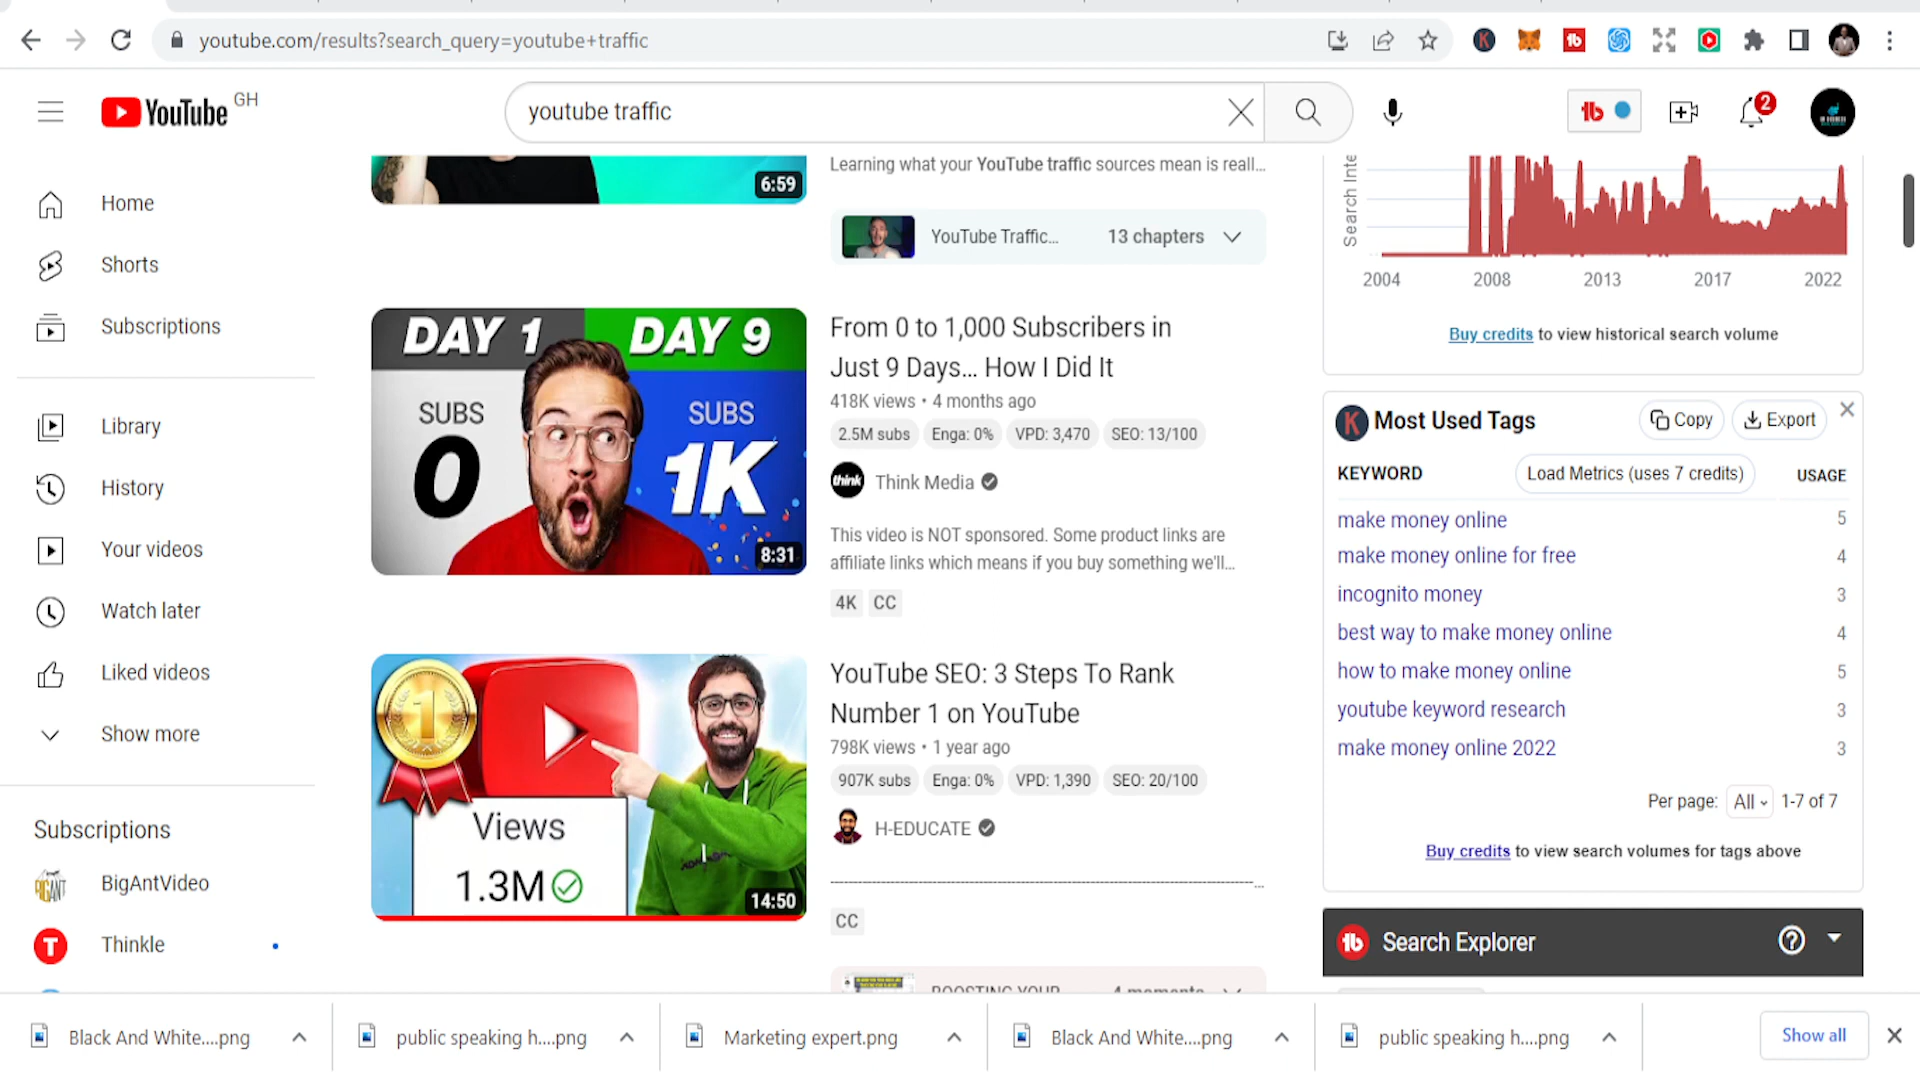 youtube.com/results?search_query=youtube+traffic
YouTube GH
youtube traffic
2
Home
Shorts
Subscriptions
Library
History
Your videos
Watch later
Liked videos
Show more
Subscriptions
BigAntVideo
Thinkle
6:59
Learning what your YouTube traffic sources mean is reall...
YouTube Traffic...
13 chapters
DAY 1
DAY 9
SUBS
0
SUBS
1K
8:31
From 0 to 1,000 Subscribers in
Just 9 Days... How I Did It
418K views • 4 months ago
2.5M subs
Enga: 0%
VPD: 3,470
SEO: 13/100
think
Think Media
This video is NOT sponsored. Some product links are
affiliate links which means if you buy something we'll...
4K
CC
1
Views
1.3M
14:50
YouTube SEO: 3 Steps To Rank
Number 1 on YouTube
798K views • 1 year ago
907K subs
Enga: 0%
VPD: 1,390
SEO: 20/100
H-EDUCATE
CC
BOOSTING YOUR
4 moments
Search Inte
2004
2008
2013
2017
2022
Buy credits to view historical search volume
K Most Used Tags
Copy
Export
KEYWORD
Load Metrics (uses 7 credits)
USAGE
make money online 5
make money online for free 4
incognito money 3
best way to make money online 4
how to make money online 5
youtube keyword research 3
make money online 2022 3
Per page: All 1-7 of 7
Buy credits to view search volumes for tags above
Search Explorer
Black And White....png
public speaking h....png
Marketing expert.png
Black And White....png
public speaking h....png
Show all